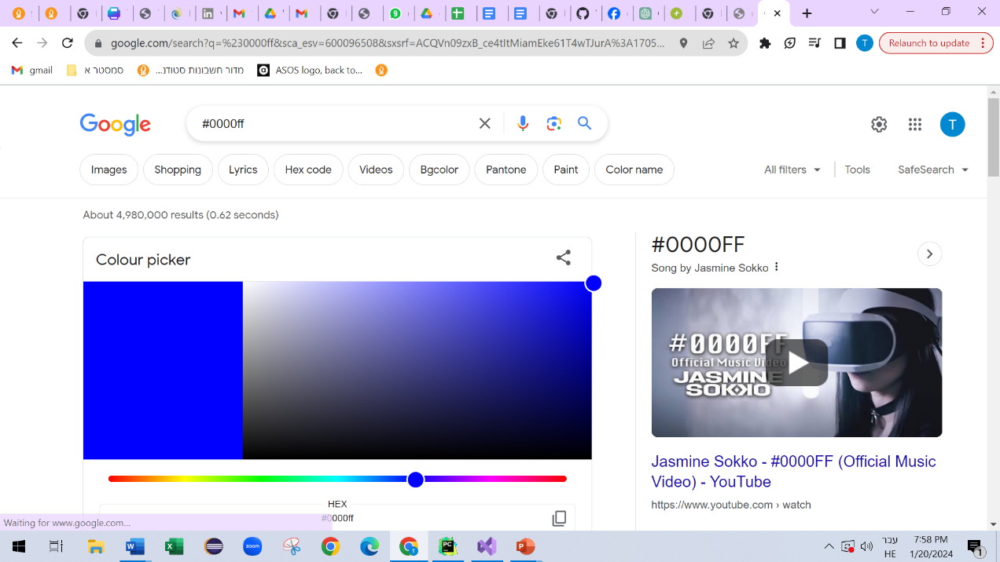 google.com/search?q=%230000ff&sca_esv=600096508&sxsrf=ACQVn09zxB_ce4tItMiamEke61T4wTJurA%3A1705...
Relaunch to update
gmail
סמסטר א
מדור חשבונות סטודנ...
ASOS logo, back to...
Google
#0000ff
T
Images
Shopping
Lyrics
Hex code
Videos
Bgcolor
Pantone
Paint
Color name
All filters
Tools
SafeSearch
About 4,980,000 results (0.62 seconds)
Colour picker
HEX
#0000ff
#0000FF
Song by Jasmine Sokko
#0000FF
Official Music Video
JASMINE
SOKKO
Jasmine Sokko - #0000FF (Official Music
Video) - YouTube
https://www.youtube.com › watch
Waiting for www.google.com...
zoom
עבר
HE
7:58 PM
1/20/2024
1